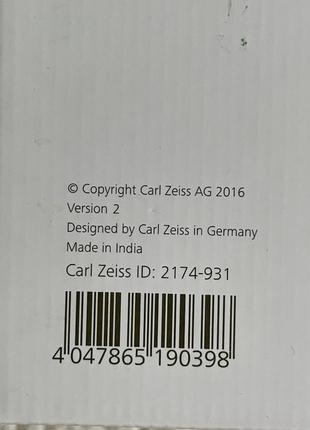 © Copyright Carl Zeiss AG 2016
Version 2
Designed by Carl Zeiss in Germany
Made in India
Carl Zeiss ID: 2174-931
4 047865 190398